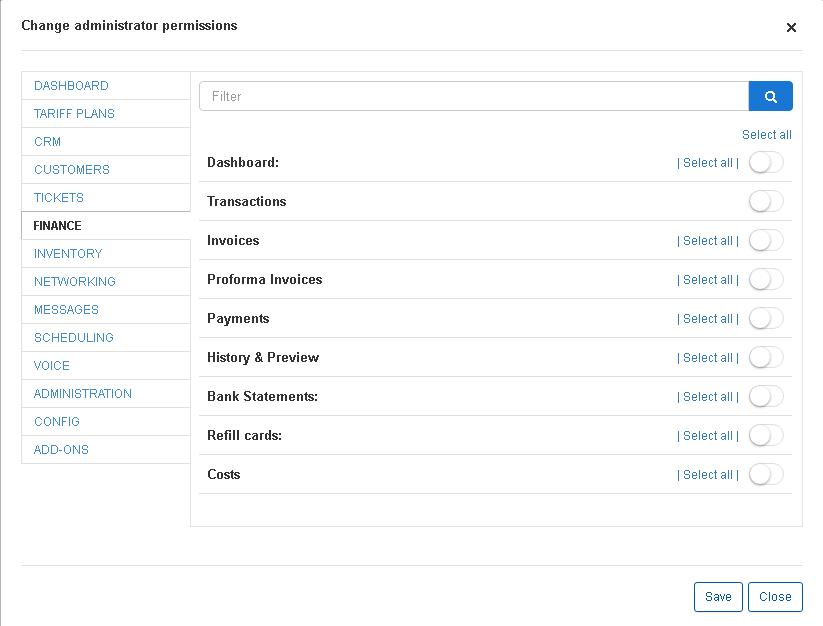 Change administrator permissions
×
DASHBOARD
TARIFF PLANS
CRM
CUSTOMERS
TICKETS
FINANCE
INVENTORY
NETWORKING
MESSAGES
SCHEDULING
VOICE
ADMINISTRATION
CONFIG
ADD-ONS
Filter
Select all
Dashboard: | Select all |
Transactions
Invoices | Select all |
Proforma Invoices | Select all |
Payments | Select all |
History & Preview | Select all |
Bank Statements: | Select all |
Refill cards: | Select all |
Costs | Select all |
Save Close